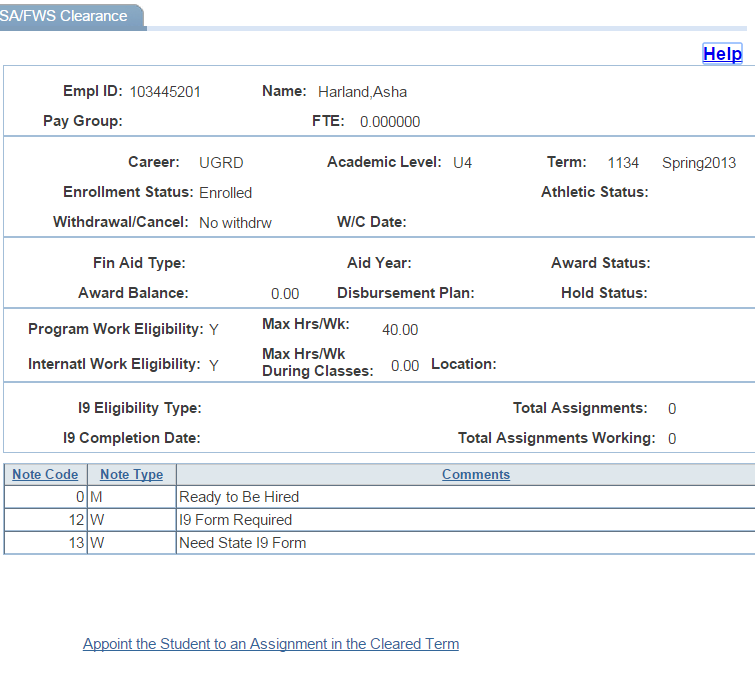 SA/FWS Clearance
Help
Empl ID: 103445201 Name: Harland,Asha
Pay Group: FTE: 0.000000
Career: UGRD Academic Level: U4 Term: 1134 Spring2013
Enrollment Status: Enrolled Athletic Status:
Withdrawal/Cancel: No withdrw W/C Date:
Fin Aid Type: Aid Year: Award Status:
Award Balance: 0.00 Disbursement Plan: Hold Status:
Program Work Eligibility: Y Max Hrs/Wk: 40.00
Internatl Work Eligibility: Y Max Hrs/Wk During Classes: 0.00 Location:
I9 Eligibility Type: Total Assignments: 0
I9 Completion Date: Total Assignments Working: 0
Note Code Note Type Comments
0 M Ready to Be Hired
12 W I9 Form Required
13 W Need State I9 Form
Appoint the Student to an Assignment in the Cleared Term